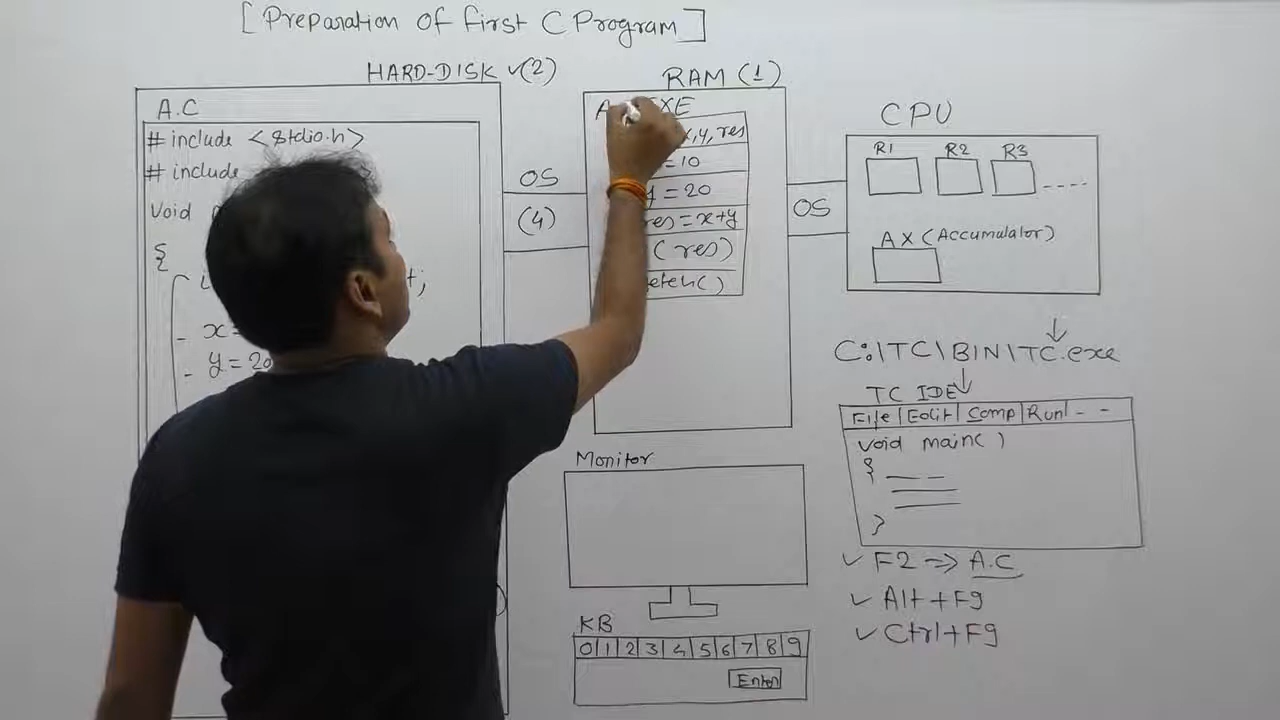 [Preparation of First C Program]
HARD-DISK ✓(2)
A.C
# include <stdio.h>
# include
Void
{
x=
y = 20
OS
(4)
RAM (1)
EXE
x,y, res
= 10
= 20
res = x+y
(res)
getch()
OS
CPU
R1 R2 R3 ----
AX (Accumulator)
C:\TC\BIN\TC.exe
TC IDE
File Edit Comp Run - -
void main()
{
}
✓ F2 => A.C
✓ Alt+F9
✓ Ctrl+F9
Monitor
KB
0 1 2 3 4 5 6 7 8 9
Enter